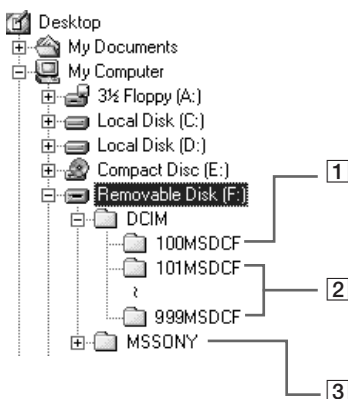 Desktop
My Documents
My Computer
3½ Floppy (A:)
Local Disk (C:)
Local Disk (D:)
Compact Disc (E:)
1
Removable Disk (F:)
DCIM
100MSDCF
101MSDCF
2
~
999MSDCF
MSSONY
3